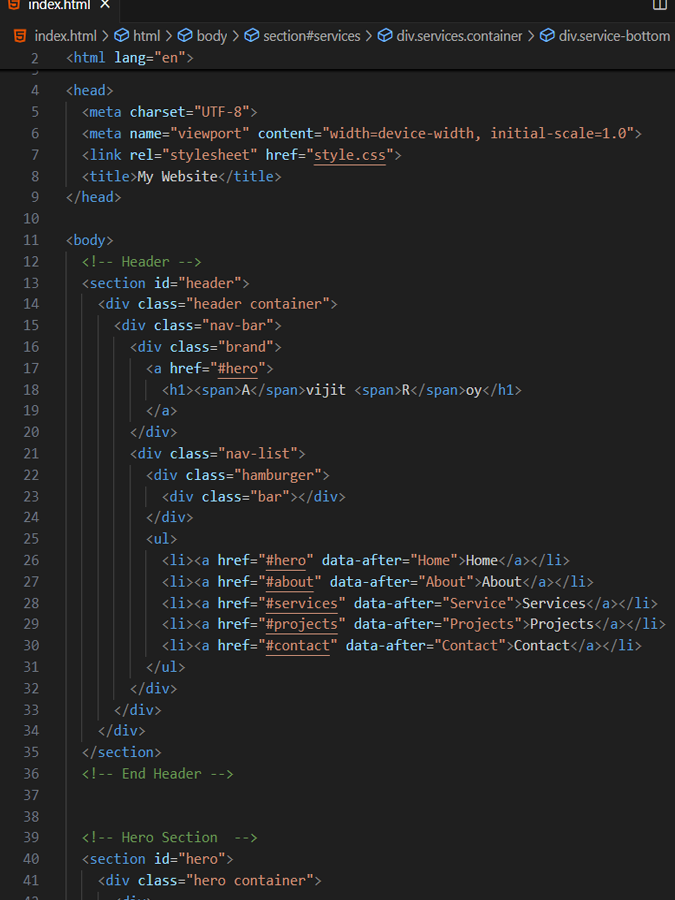 index.html
index.html > html > body > section#services > div.services.container > div.service-bottom
2 <html lang="en">
4 <head>
5 <meta charset="UTF-8">
6 <meta name="viewport" content="width=device-width, initial-scale=1.0">
7 <link rel="stylesheet" href="style.css">
8 <title>My Website</title>
9 </head>
10
11 <body>
12 <!-- Header -->
13 <section id="header">
14 <div class="header container">
15 <div class="nav-bar">
16 <div class="brand">
17 <a href="#hero">
18 <h1><span>A</span>vijit <span>R</span>oy</h1>
19 </a>
20 </div>
21 <div class="nav-list">
22 <div class="hamburger">
23 <div class="bar"></div>
24 </div>
25 <ul>
26 <li><a href="#hero" data-after="Home">Home</a></li>
27 <li><a href="#about" data-after="About">About</a></li>
28 <li><a href="#services" data-after="Service">Services</a></li>
29 <li><a href="#projects" data-after="Projects">Projects</a></li>
30 <li><a href="#contact" data-after="Contact">Contact</a></li>
31 </ul>
32 </div>
33 </div>
34 </div>
35 </section>
36 <!-- End Header -->
37
38
39 <!-- Hero Section  -->
40 <section id="hero">
41 <div class="hero container">